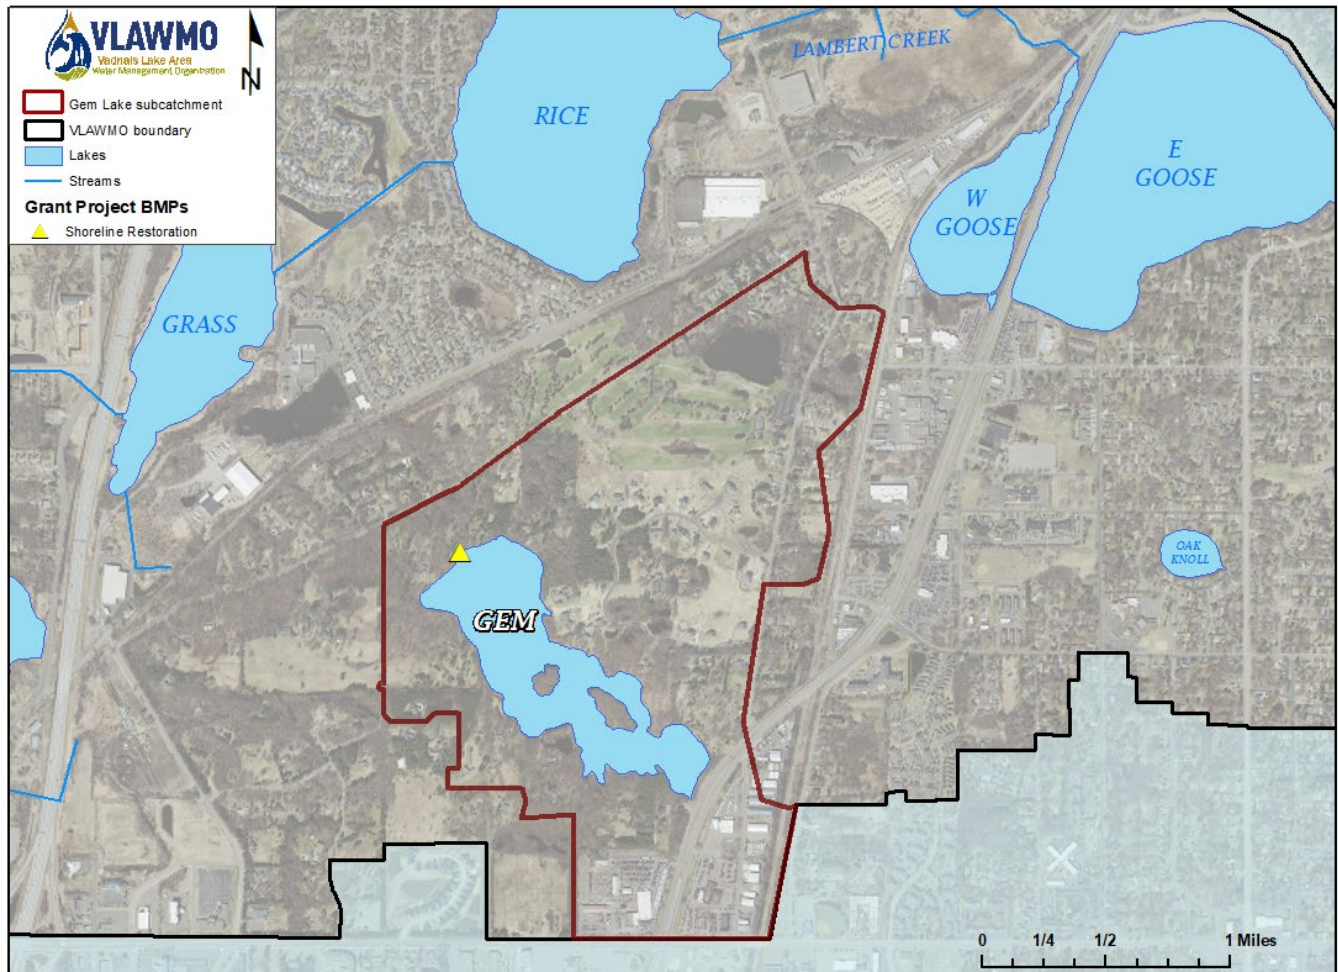 VLAWMO
Vadnais Lake Area
Water Management Organization
N
Gem Lake subcatchment
VLAWMO boundary
Lakes
Streams
Grant Project BMPs
Shoreline Restoration
LAMBERT CREEK
RICE
E
GOOSE
W
GOOSE
GRASS
OAK
KNOLL
GEM
0 1/4 1/2 1 Miles